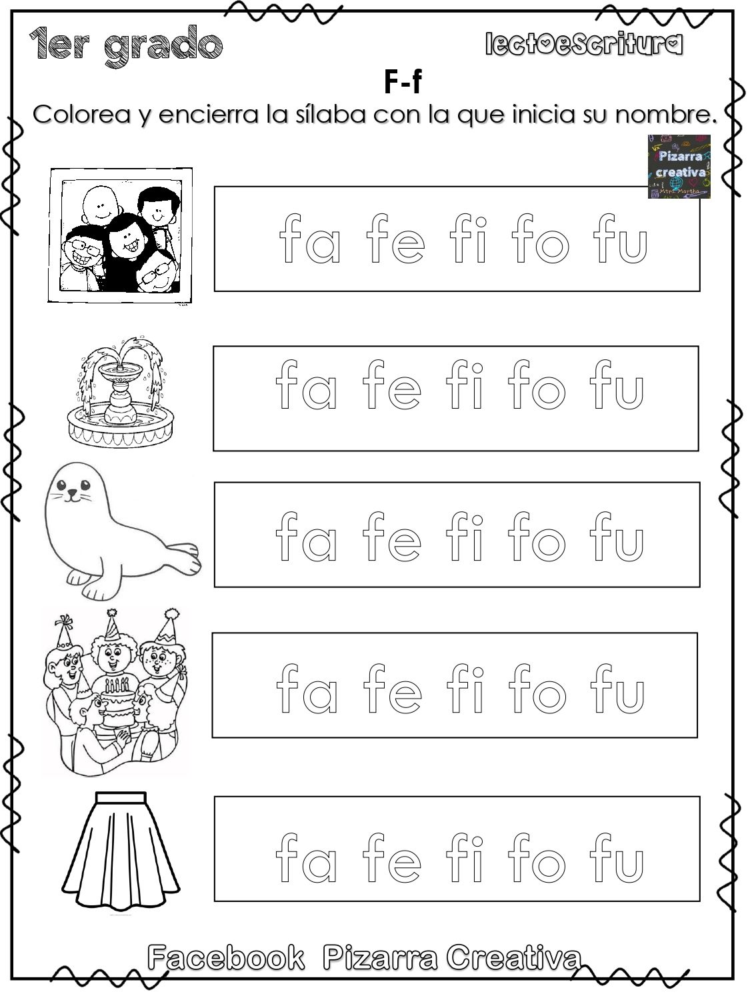 1er grado
lectoescritura
F-f
Colorea y encierra la sílaba con la que inicia su nombre.
Pizarra
creativa
Mtra. Martha
fa fe fi fo fu
fa fe fi fo fu
fa fe fi fo fu
fa fe fi fo fu
fa fe fi fo fu
Facebook Pizarra Creativa